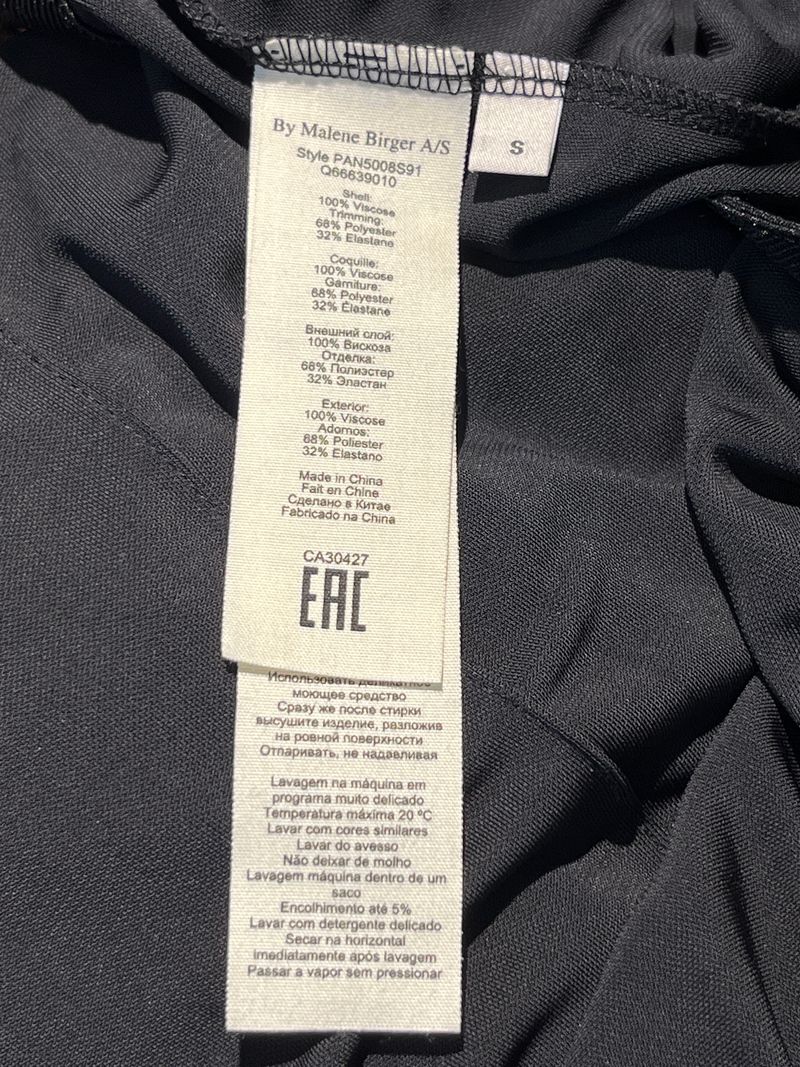 By Malene Birger A/S
Style PAN5008S91
Q66639010
Shell:
100% Viscose
Trimming:
68% Polyester
32% Elastane
Coquille:
100% Viscose
Garniture:
68% Polyester
32% Élastane
Внешний слой:
100% Вискоза
Отделка:
68% Полиэстер
32% Эластан
Exterior:
100% Viscose
Adornos:
68% Poliester
32% Elastano
Made in China
Fait en Chine
Сделано в Китае
Fabricado na China
CA30427
EAC
S
Использовать деликатное
моющее средство
Сразу же после стирки
высушите изделие, разложив
на ровной поверхности
Отпаривать, не надавливая
Lavagem na máquina em
programa muito delicado
Temperatura máxima 20 ºC
Lavar com cores similares
Lavar do avesso
Não deixar de molho
Lavagem máquina dentro de um
saco
Encolhimento até 5%
Lavar com detergente delicado
Secar na horizontal
imediatamente após lavagem
Passar a vapor sem pressionar